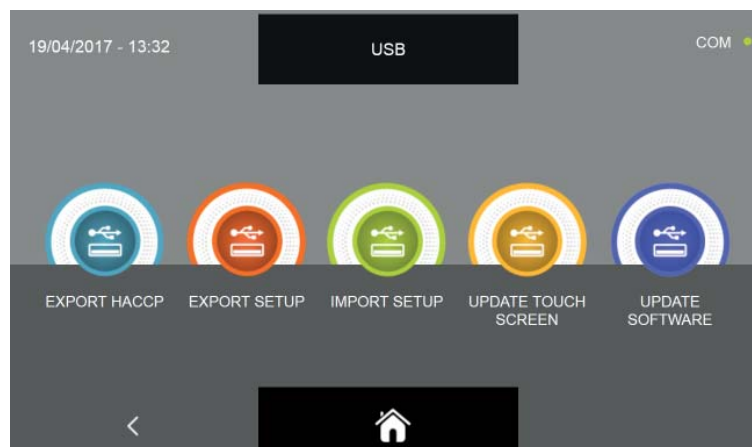 19/04/2017 - 13:32
USB
COM
EXPORT HACCP
EXPORT SETUP
IMPORT SETUP
UPDATE TOUCH
SCREEN
UPDATE
SOFTWARE